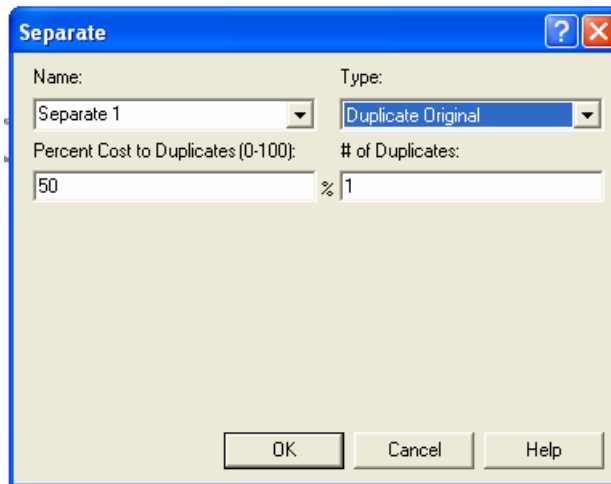 Separate
Name: Type:
Separate 1 Duplicate Original
Percent Cost to Duplicates (0-100): # of Duplicates:
50 % 1
OK Cancel Help